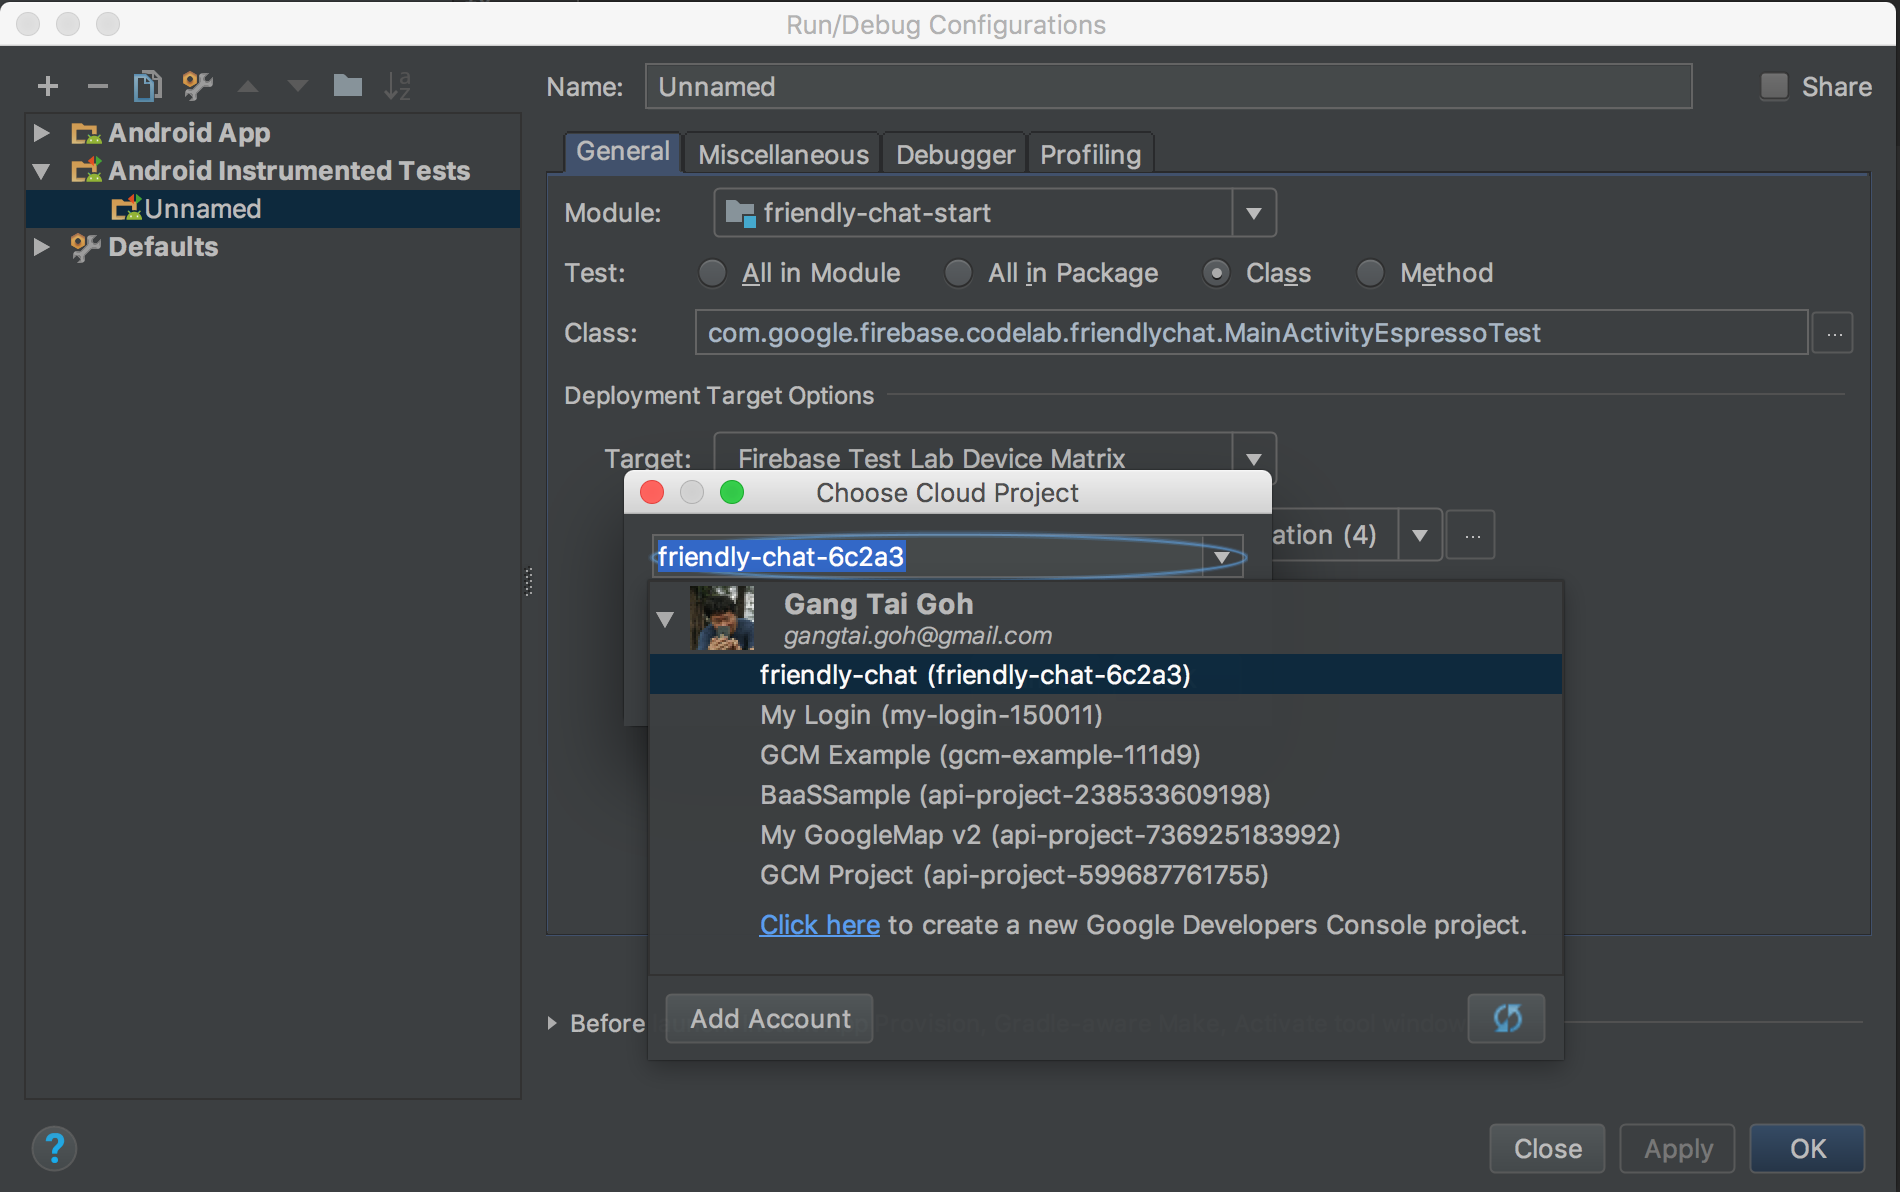 Run/Debug Configurations
Name: Unnamed Share
Android App
Android Instrumented Tests
Unnamed
Defaults
General Miscellaneous Debugger Profiling
Module: friendly-chat-start
Test: All in Module All in Package Class Method
Class: com.google.firebase.codelab.friendlychat.MainActivityEspressoTest ...
Deployment Target Options
Target: Firebase Test Lab Device Matrix
Choose Cloud Project
ation (4) ...
friendly-chat-6c2a3
Gang Tai Goh
gangtai.goh@gmail.com
friendly-chat (friendly-chat-6c2a3)
My Login (my-login-150011)
GCM Example (gcm-example-111d9)
BaaSSample (api-project-238533609198)
My GoogleMap v2 (api-project-736925183992)
GCM Project (api-project-599687761755)
Click here to create a new Google Developers Console project.
Before
Add Account
? Close Apply OK